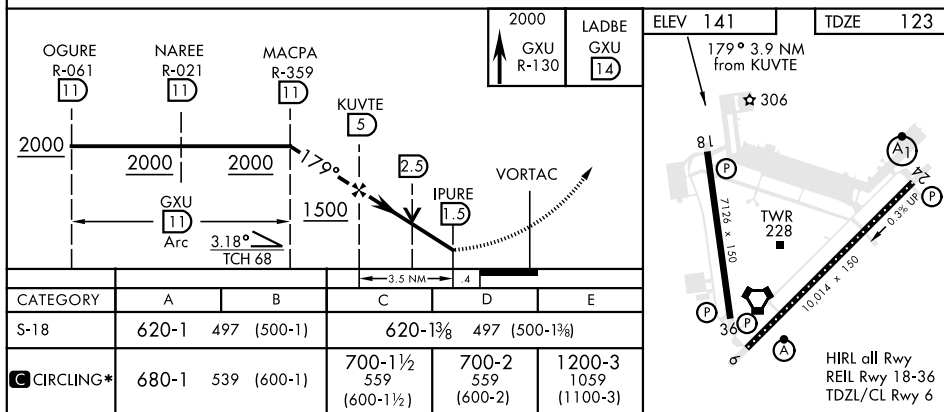 OGURE
R-061
11
NAREE
R-021
11
MACPA
R-359
11
KUVTE
5
2.5
IPURE
1.5
VORTAC
2000
2000
2000
179°
1500
GXU
11
Arc
3.18°
TCH 68
3.5 NM
.4
2000
GXU
R-130
LADBE
GXU
14
ELEV 141
TDZE 123
179° 3.9 NM
from KUVTE
306
18
P
A1
24
P
7126 x 150
TWR
228
0.3% UP
10,014 x 150
P
36
P
6
A
HIRL all Rwy
REIL Rwy 18-36
TDZL/CL Rwy 6
CATEGORY A B C D E
S-18 620-1 497 (500-1) 620-1⅜ 497 (500-1⅜)
C CIRCLING* 680-1 539 (600-1) 700-1½ 559 (600-1½) 700-2 559 (600-2) 1200-3 1059 (1100-3)